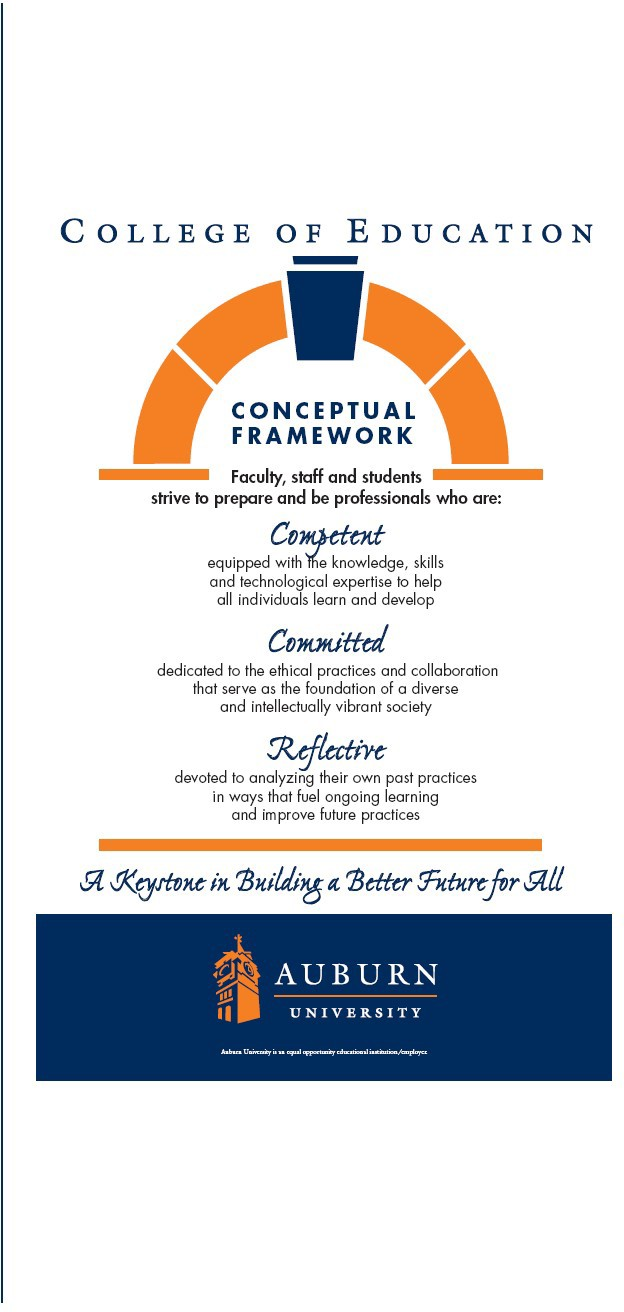 COLLEGE OF EDUCATION
CONCEPTUAL
FRAMEWORK
Faculty, staff and students
strive to prepare and be professionals who are:
Competent
equipped with the knowledge, skills
and technological expertise to help
all individuals learn and develop
Committed
dedicated to the ethical practices and collaboration
that serve as the foundation of a diverse
and intellectually vibrant society
Reflective
devoted to analyzing their own past practices
in ways that fuel ongoing learning
and improve future practices
A Keystone in Building a Better Future for All
AUBURN
UNIVERSITY
Auburn University is an equal opportunity educational institution/employer